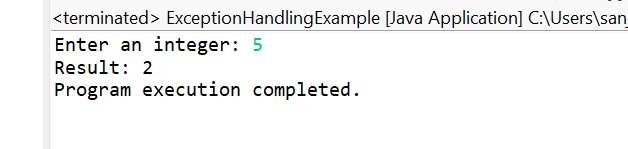 <terminated> ExceptionHandlingExample [Java Application] C:\Users\san
Enter an integer: 5
Result: 2
Program execution completed.